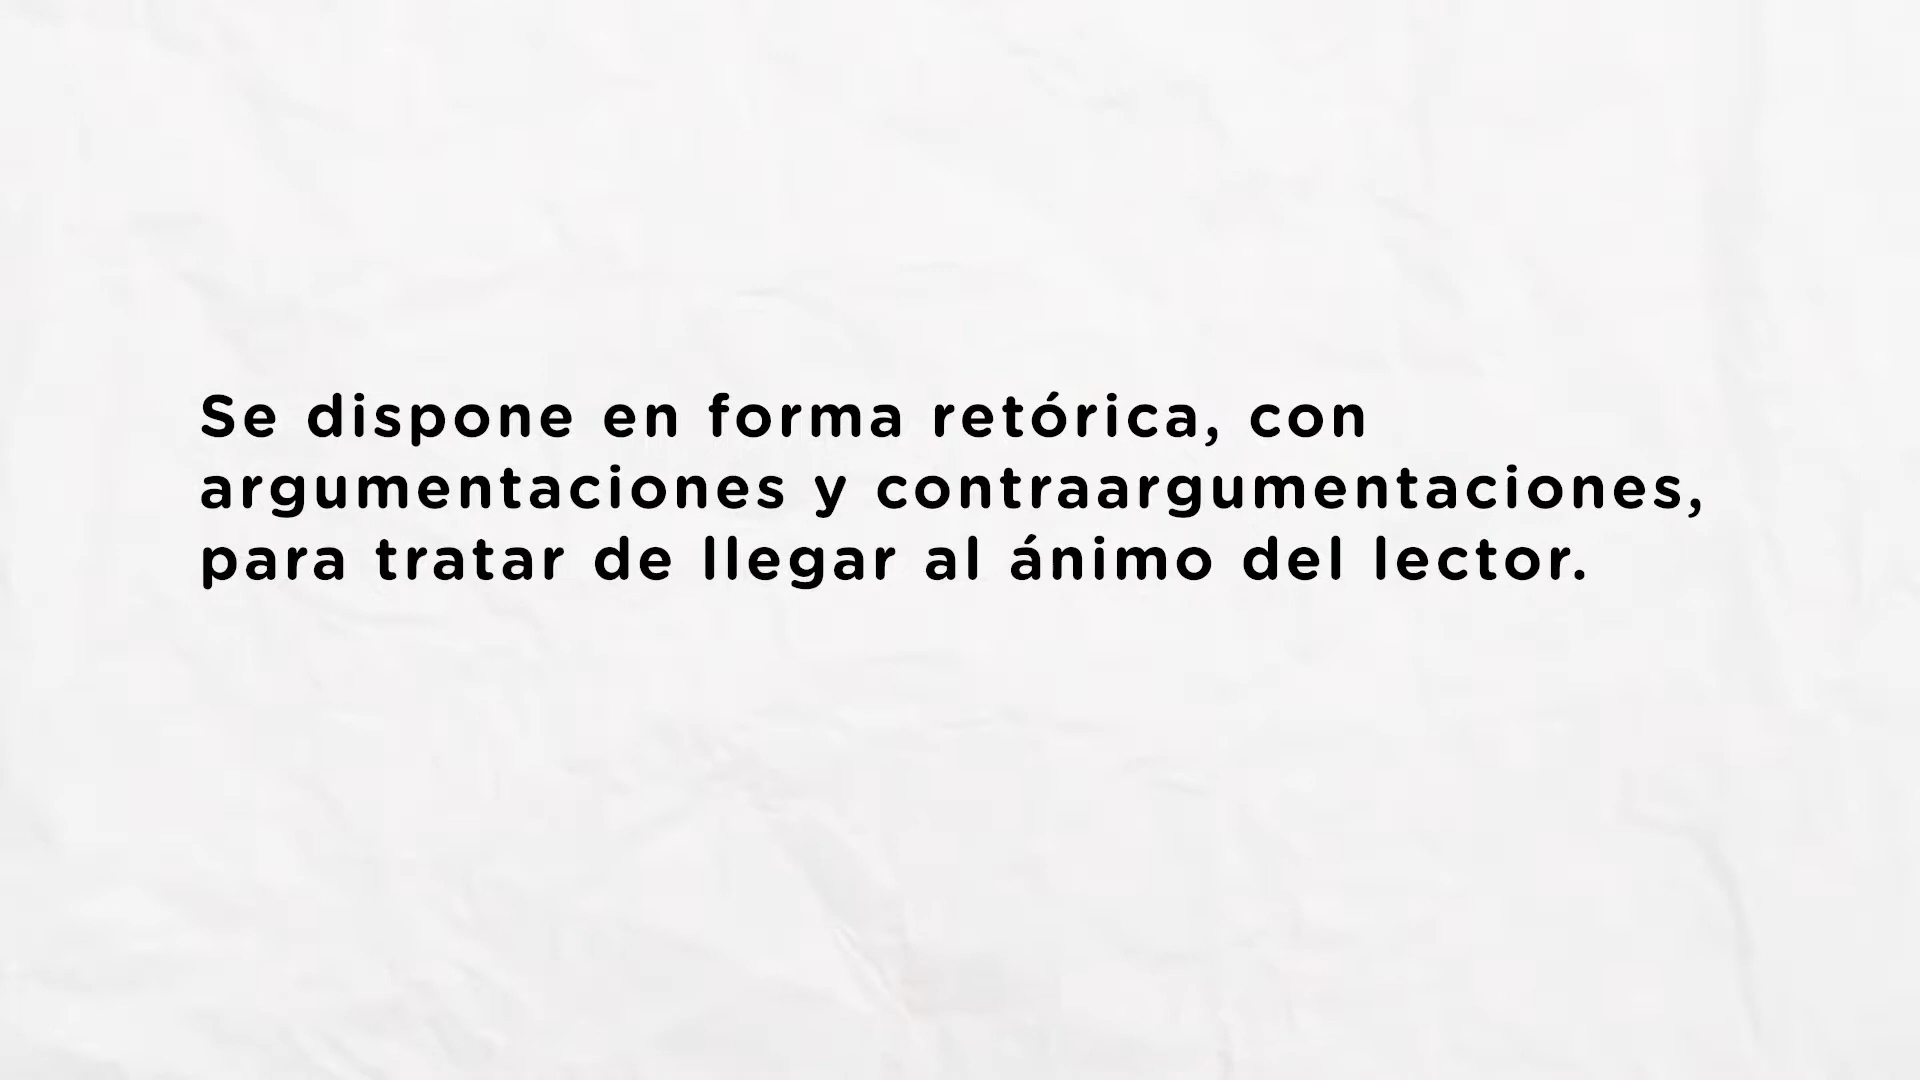 Se dispone en forma retórica, con
argumentaciones y contraargumentaciones,
para tratar de llegar al ánimo del lector.